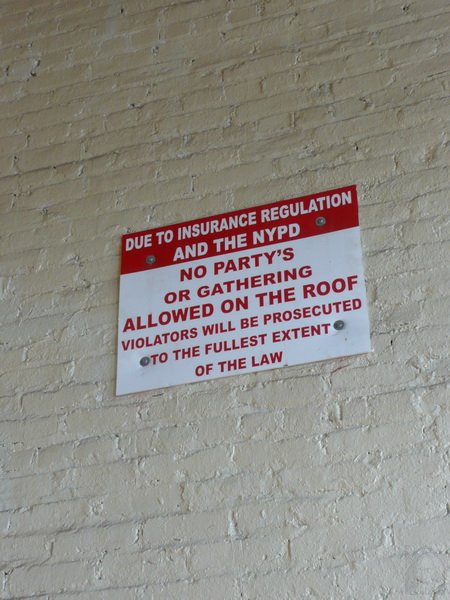 DUE TO INSURANCE REGULATION
AND THE NYPD
NO PARTY'S
OR GATHERING
ALLOWED ON THE ROOF
VIOLATORS WILL BE PROSECUTED
TO THE FULLEST EXTENT
OF THE LAW